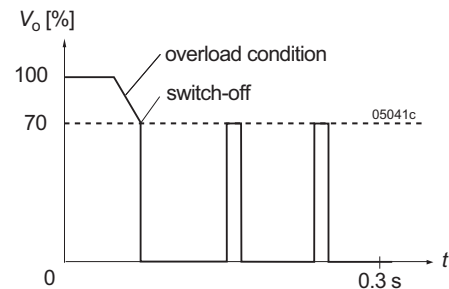 Vo [%]
overload condition
100
switch-off
70
05041c
t
0
0.3 s